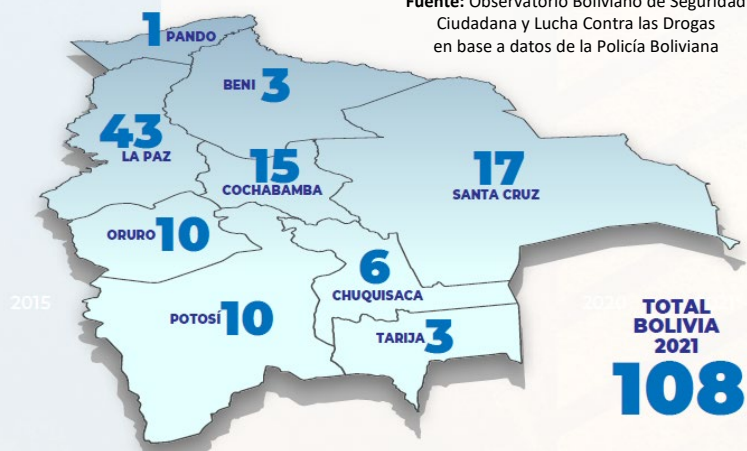 Fuente: Observatorio Boliviano de Seguridad
Ciudadana y Lucha Contra las Drogas
en base a datos de la Policía Boliviana
1 PANDO
BENI 3
43
LA PAZ
15
COCHABAMBA
17
SANTA CRUZ
ORURO 10
6
CHUQUISACA
POTOSÍ 10
TARIJA 3
2015
2020
TOTAL
BOLIVIA
2021
108